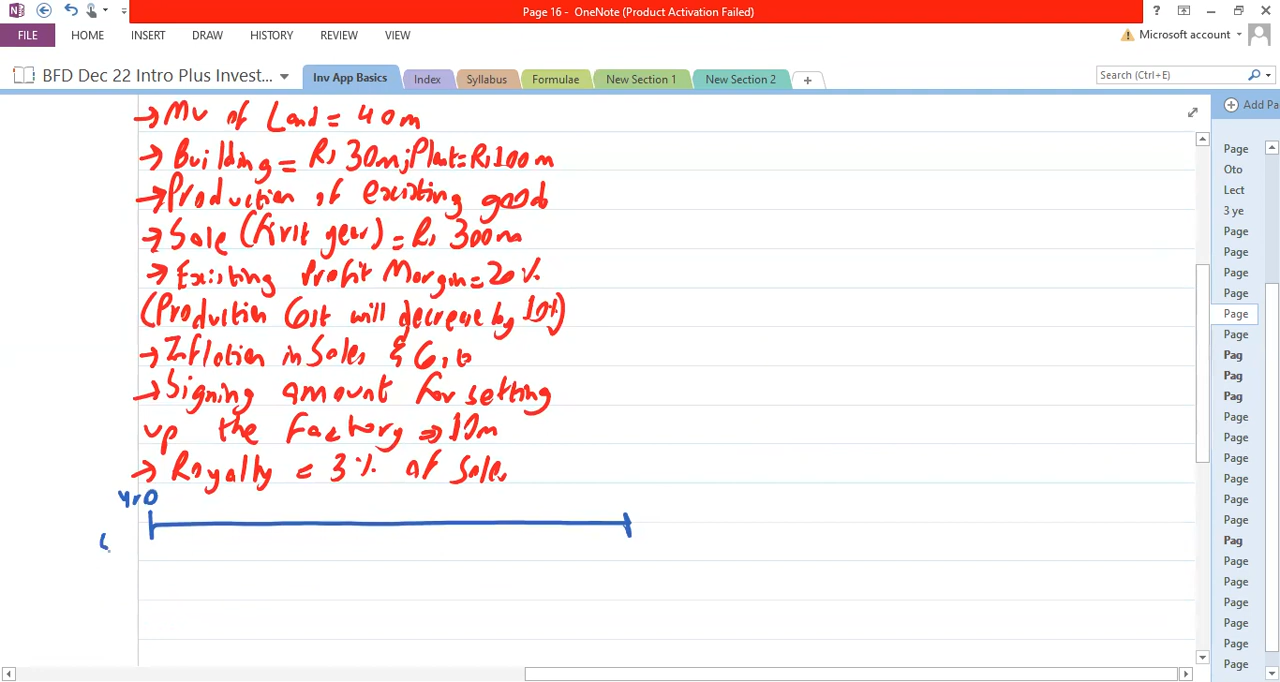 Page 16 - OneNote (Product Activation Failed)
FILE HOME INSERT DRAW HISTORY REVIEW VIEW Microsoft account
BFD Dec 22 Intro Plus Invest... Inv App Basics Index Syllabus Formulae New Section 1 New Section 2 Search (Ctrl+E)
Add Pa
→ MV of Land = 40m
→ Building = Rs 30m; Plant = Rs 100m
→ Production of existing good
→ Sale (first year) = Rs 300m
→ Existing Profit Margin = 20%
(Production Cost will decrease by 10%)
→ Inflation in Sales &
→ Signing amount for setting
up the factory ⇒ 10m
→ Royalty = 3% of Sales
Yr 0
Page
Oto
Lect
3 ye
Page
Page
Page
Page
Page
Page
Pag
Pag
Pag
Page
Page
Page
Page
Page
Page
Pag
Page
Page
Page
Page
Page
Page